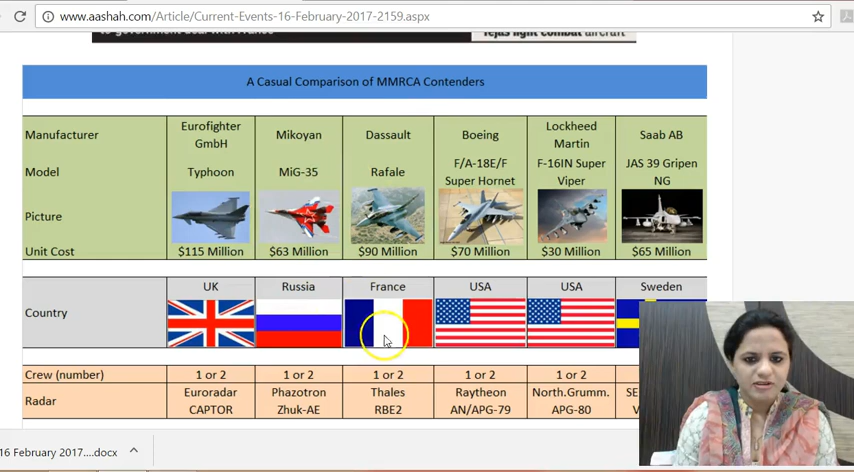 www.aashah.com/Article/Current-Events-16-February-2017-2159.aspx
to government deal with France
Tejas light combat aircraft
A Casual Comparison of MMRCA Contenders
Manufacturer Eurofighter GmbH Mikoyan Dassault Boeing Lockheed Martin Saab AB
Model Typhoon MiG-35 Rafale F/A-18E/F Super Hornet F-16IN Super Viper JAS 39 Gripen NG
Picture
Unit Cost $115 Million $63 Million $90 Million $70 Million $30 Million $65 Million
Country UK Russia France USA USA Sweden
Crew (number) 1 or 2 1 or 2 1 or 2 1 or 2 1 or 2
Radar Euroradar CAPTOR Phazotron Zhuk-AE Thales RBE2 Raytheon AN/APG-79 North.Grumm. APG-80
16 February 2017....docx